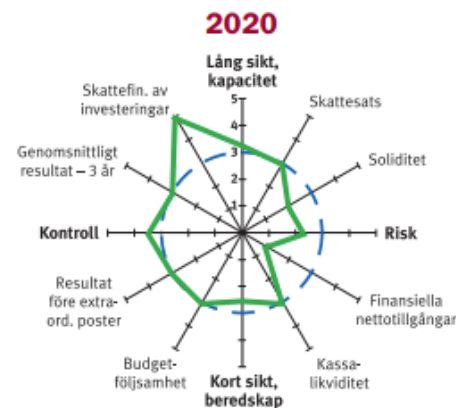 2020
Lång sikt,
kapacitet
Skattefin. av
investeringar
Skattesats
Genomsnittligt
resultat – 3 år
Soliditet
5
4
3
2
1
Kontroll
Risk
Resultat
före extra-
ord. poster
Finansiella
nettotillgångar
Budget-
följsamhet
Kassa-
likviditet
Kort sikt,
beredskap